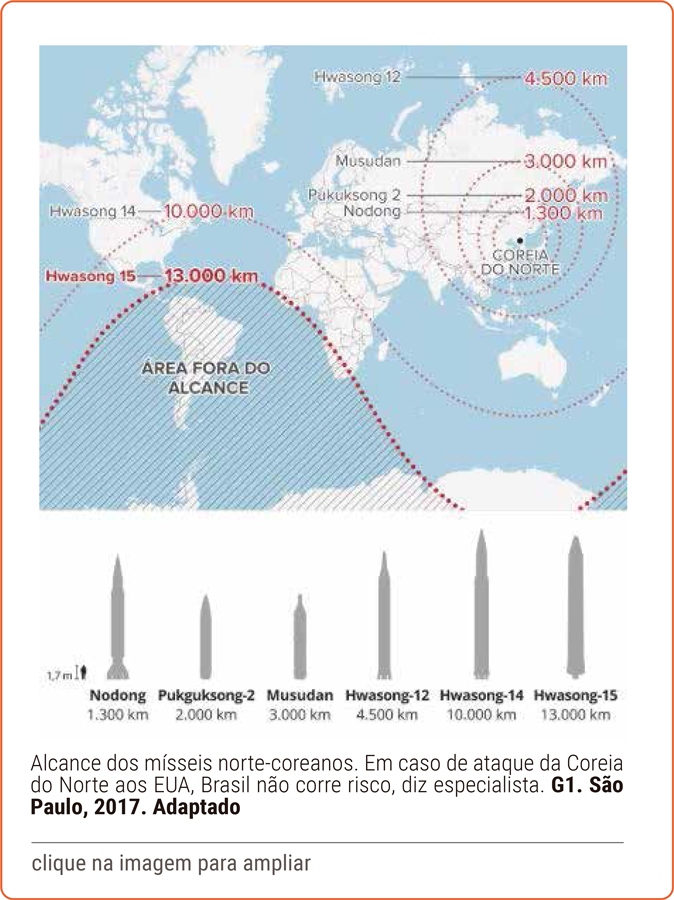 Hwasong 12 4.500 km
Musudan 3.000 km
Pukuksong 2 2.000 km
Nodong 1.300 km
Hwasong 14 10.000 km
COREIA
DO NORTE
Hwasong 15 13.000 km
ÁREA FORA DO
ALCANCE
1,7 m
Nodong Pukguksong-2 Musudan Hwasong-12 Hwasong-14 Hwasong-15
1.300 km 2.000 km 3.000 km 4.500 km 10.000 km 13.000 km
Alcance dos mísseis norte-coreanos. Em caso de ataque da Coreia
do Norte aos EUA, Brasil não corre risco, diz especialista. G1. São
Paulo, 2017. Adaptado
clique na imagem para ampliar